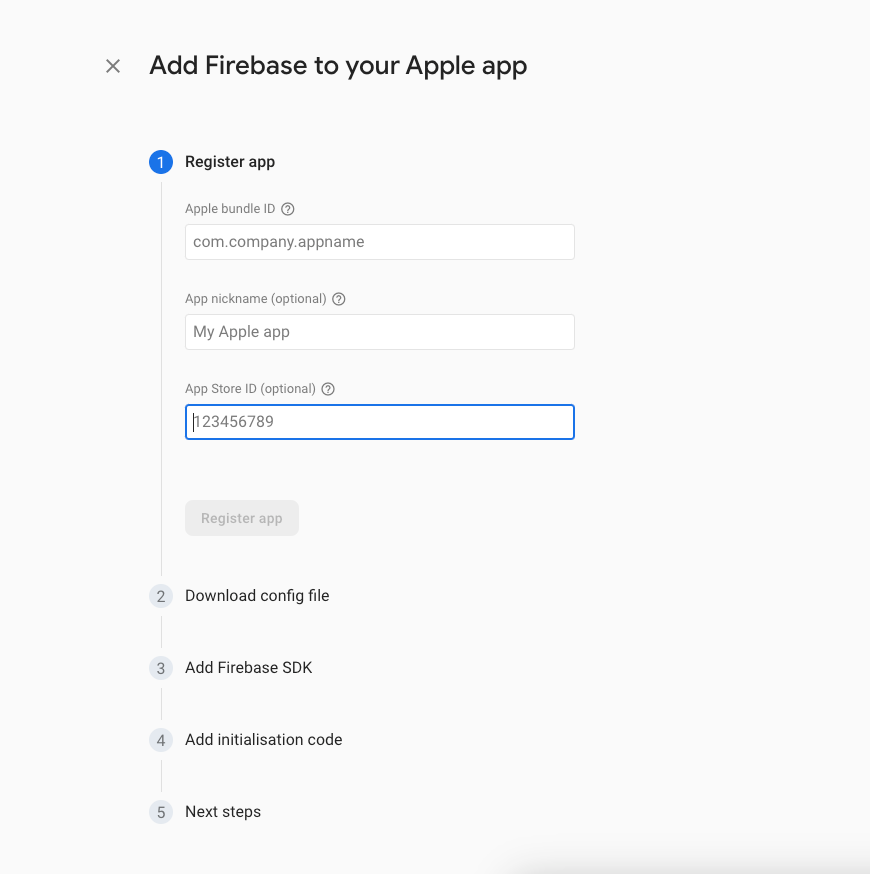 Add Firebase to your Apple app
1 Register app
Apple bundle ID
com.company.appname
App nickname (optional)
My Apple app
App Store ID (optional)
123456789
Register app
2 Download config file
3 Add Firebase SDK
4 Add initialisation code
5 Next steps